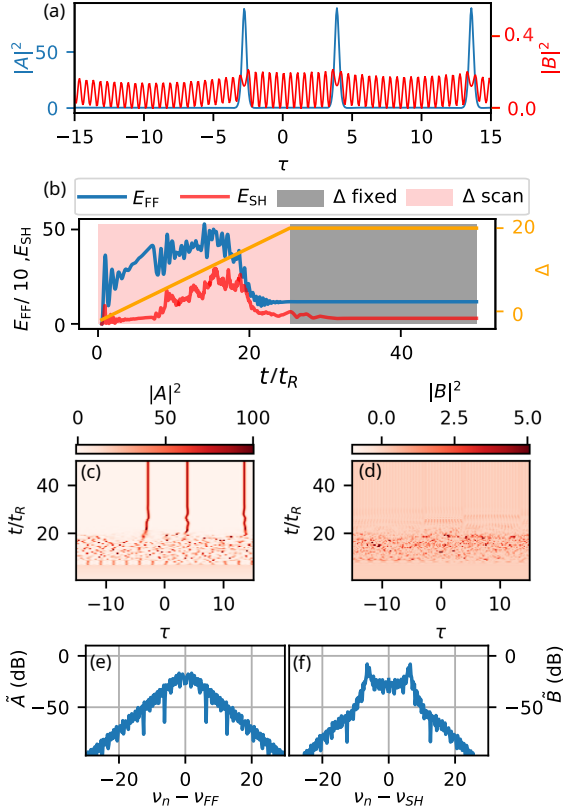 (a)
|A|²
50
0
0.4
0.0
|B|²
−15 −10 −5 0 5 10 15
τ
(b)
E_FF E_SH Δ fixed Δ scan
E_FF/ 10 ,E_SH
50
0
20
0
Δ
0 20 40
t/t_R
|A|² |B|²
0 50 100 0.0 2.5 5.0
(c) (d)
t/t_R
40
20
t/t_R
40
20
−10 0 10 −10 0 10
τ τ
(e) (f)
Ã (dB)
0
−50
0
−50
B̃ (dB)
−20 0 20 −20 0 20
ν_n − ν_FF ν_n − ν_SH